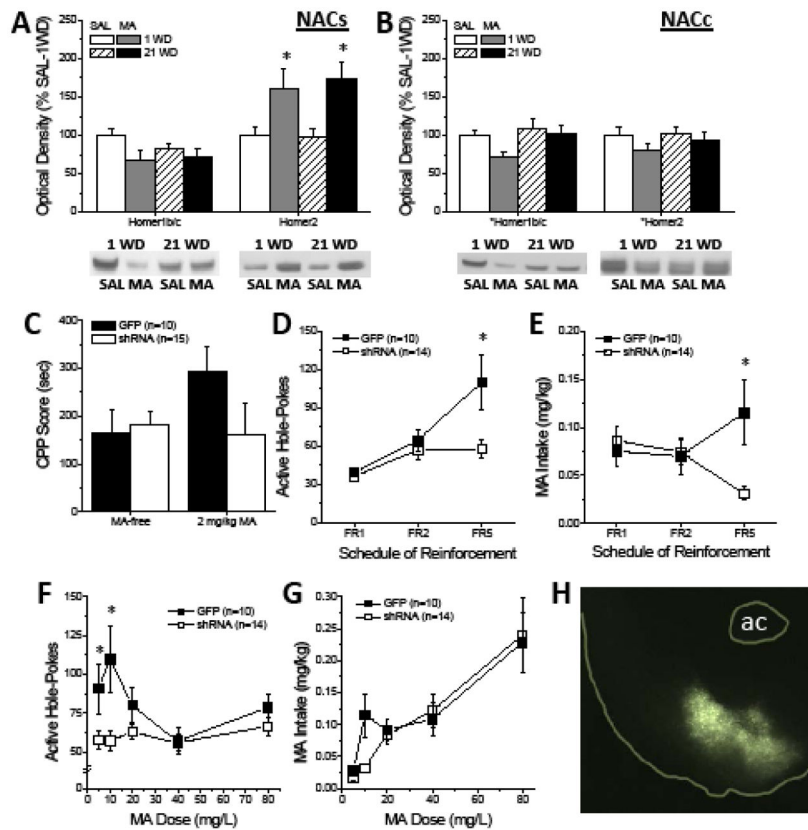 A
NACs
SAL MA
1 WD
21 WD
Optical Density (% SAL-1WD)
250
200
150
100
50
0
*
*
Homer1b/c
Homer2
1 WD 21 WD
SAL MA SAL MA
1 WD 21 WD
SAL MA SAL MA
B
NACc
SAL MA
1 WD
21 WD
Optical Density (% SAL-1WD)
250
200
150
100
50
0
*Homer1b/c
*Homer2
1 WD 21 WD
SAL MA SAL MA
1 WD 21 WD
SAL MA SAL MA
C
GFP (n=10)
shRNA (n=15)
CPP Score (sec)
400
300
200
100
0
MA-free
2 mg/kg MA
D
GFP (n=10)
shRNA (n=14)
*
Active Hole-Pokes
150
120
90
60
30
0
FR1
FR2
FR5
Schedule of Reinforcement
E
GFP (n=10)
shRNA (n=14)
*
MA Intake (mg/kg)
0.20
0.15
0.10
0.05
0.00
FR1
FR2
FR5
Schedule of Reinforcement
F
GFP (n=10)
shRNA (n=14)
*
*
Active Hole-Pokes
150
125
100
75
50
0
0 10 20 30 40 50 60 70 80
MA Dose (mg/L)
G
GFP (n=10)
shRNA (n=14)
MA Intake (mg/kg)
0.30
0.25
0.20
0.15
0.10
0.05
0.00
0 10 20 30 40 50 60 70 80
MA Dose (mg/L)
H
ac